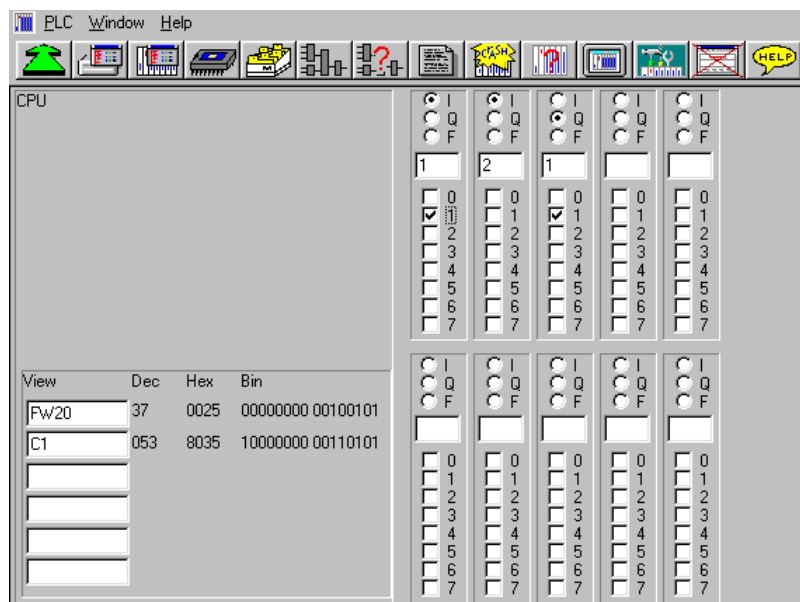 PLC Window Help
M ? CRASH ? HELP
CPU
I I I I I
Q Q Q Q Q
F F F F F
1 2 1
0 0 0 0 0
1 1 1 1 1
2 2 2 2 2
3 3 3 3 3
4 4 4 4 4
5 5 5 5 5
6 6 6 6 6
7 7 7 7 7
View Dec Hex Bin
FW20 37 0025 00000000 00100101
C1 053 8035 10000000 00110101
I I I I I
Q Q Q Q Q
F F F F F
0 0 0 0 0
1 1 1 1 1
2 2 2 2 2
3 3 3 3 3
4 4 4 4 4
5 5 5 5 5
6 6 6 6 6
7 7 7 7 7